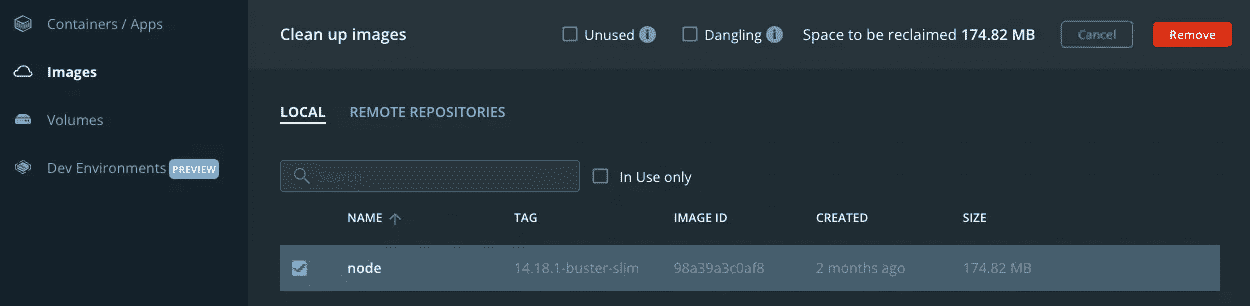 Containers / Apps
Images
Volumes
Dev Environments PREVIEW
Clean up images
Unused i Dangling i Space to be reclaimed 174.82 MB Cancel Remove
LOCAL REMOTE REPOSITORIES
Search In Use only
NAME TAG IMAGE ID CREATED SIZE
node 14.18.1-buster-slim 98a39a3c0af8 2 months ago 174.82 MB